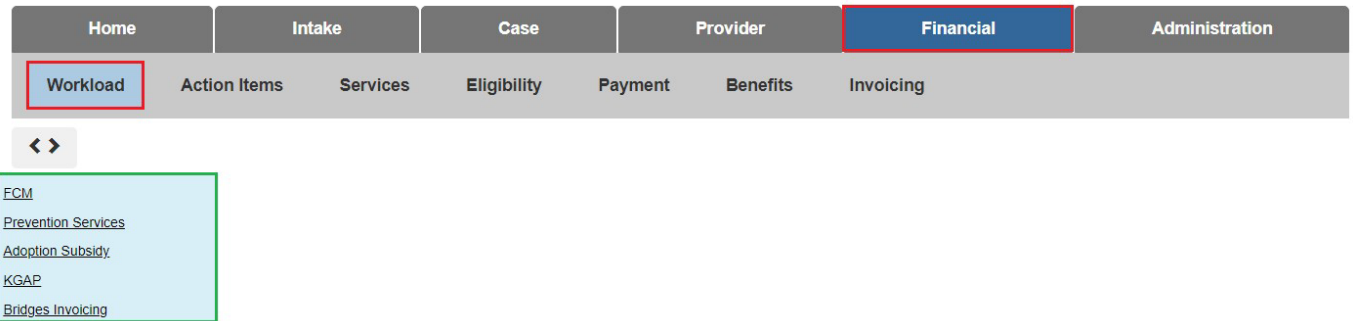 Home Intake Case Provider Financial Administration
Workload Action Items Services Eligibility Payment Benefits Invoicing
FCM
Prevention Services
Adoption Subsidy
KGAP
Bridges Invoicing